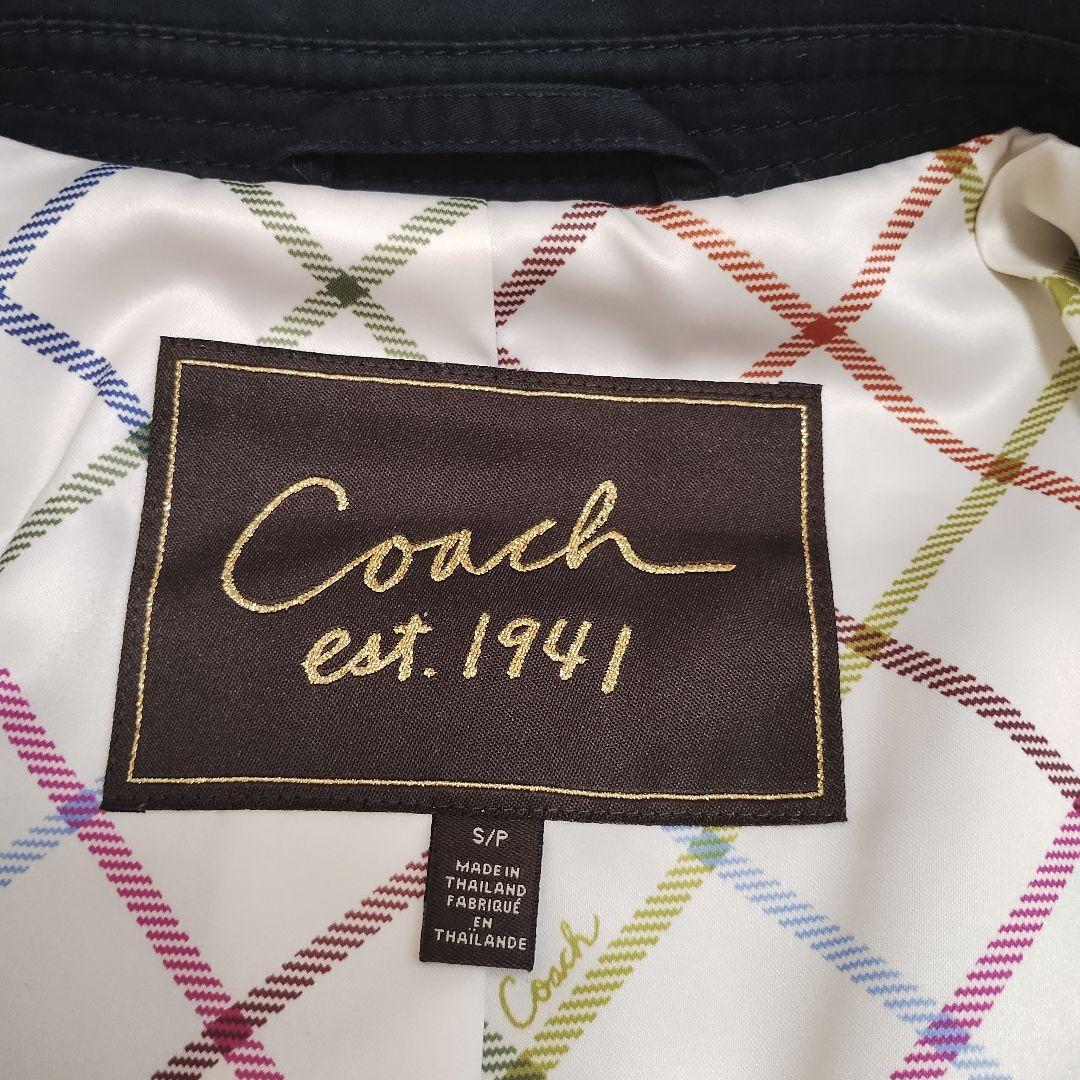 Coach
est. 1941
S/P
MADE IN
THAILAND
FABRIQUÉ
EN
THAÏLANDE
Coach